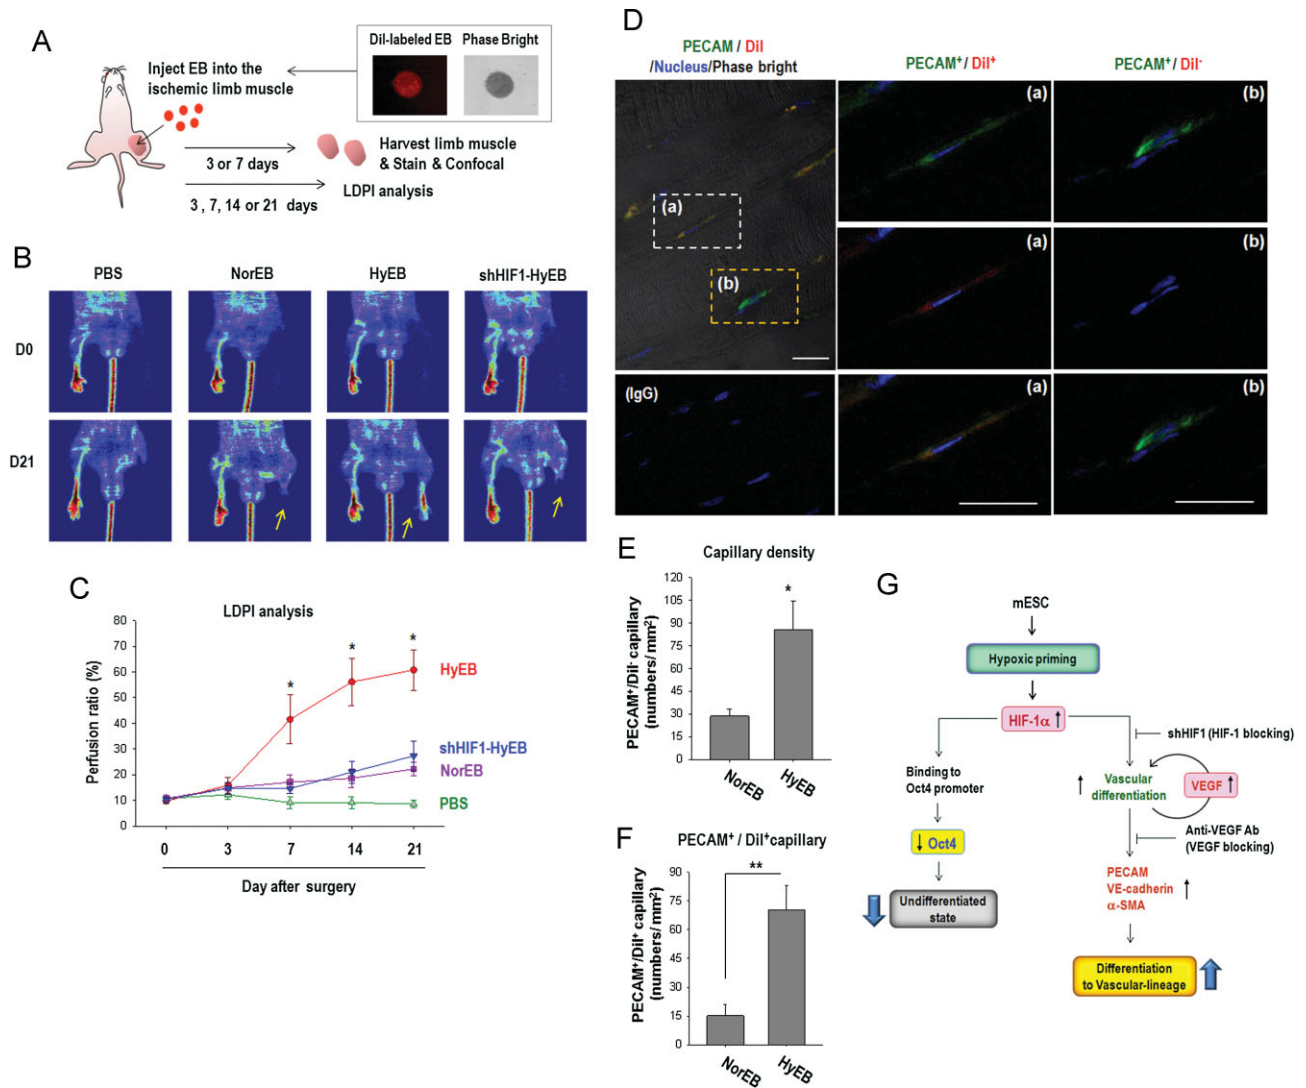 A
Inject EB into the
ischemic limb muscle
DiI-labeled EB
Phase Bright
3 or 7 days
Harvest limb muscle
& Stain & Confocal
3 , 7, 14 or 21 days
LDPI analysis
B
PBS
NorEB
HyEB
shHIF1-HyEB
D0
D21
C
LDPI analysis
Perfusion ratio (%)
80
70
60
50
40
30
20
10
0
*
*
*
HyEB
shHIF1-HyEB
NorEB
PBS
0
3
7
14
21
Day after surgery
D
PECAM / DiI
/Nucleus/Phase bright
PECAM⁺/ DiI⁺
PECAM⁺/ DiI⁻
(a)
(b)
(a)
(b)
(a)
(b)
(IgG)
(a)
(b)
E
Capillary density
PECAM⁺/DiI⁻ capillary
(numbers/ mm²)
120
105
90
75
60
45
30
15
0
*
NorEB
HyEB
F
PECAM⁺ / DiI⁺capillary
PECAM⁺/DiI⁺ capillary
(numbers/ mm²)
90
75
60
45
30
15
0
**
NorEB
HyEB
G
mESC
Hypoxic priming
HIF-1α
shHIF1 (HIF-1 blocking)
Binding to
Oct4 promoter
Vascular
differentiation
VEGF
Oct4
Anti-VEGF Ab
(VEGF blocking)
PECAM
VE-cadherin
α-SMA
Undifferentiated
state
Differentiation
to Vascular-lineage